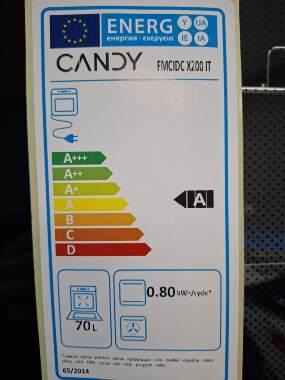 ENERG Y IJA
енергия · ενεργεια IE IA
CANDY FMCIDC X200 IT
A+++
A++
A+
A
A
B
C
D
70 L
0.80 kWh/cycle*
65/2014